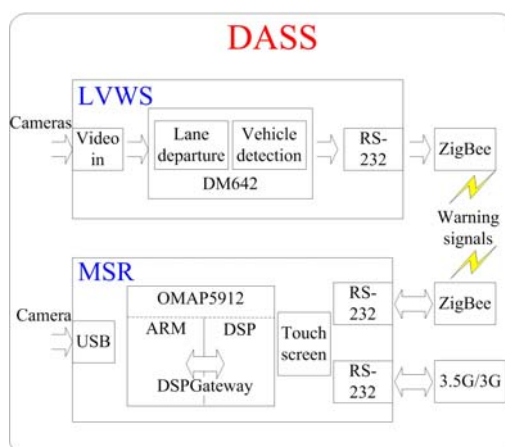 DASS
LVWS
Cameras
Video
in
Lane
departure
Vehicle
detection
DM642
RS-
232
ZigBee
Warning
signals
MSR
Camera
USB
OMAP5912
ARM
DSP
DSPGateway
Touch
screen
RS-
232
ZigBee
RS-
232
3.5G/3G